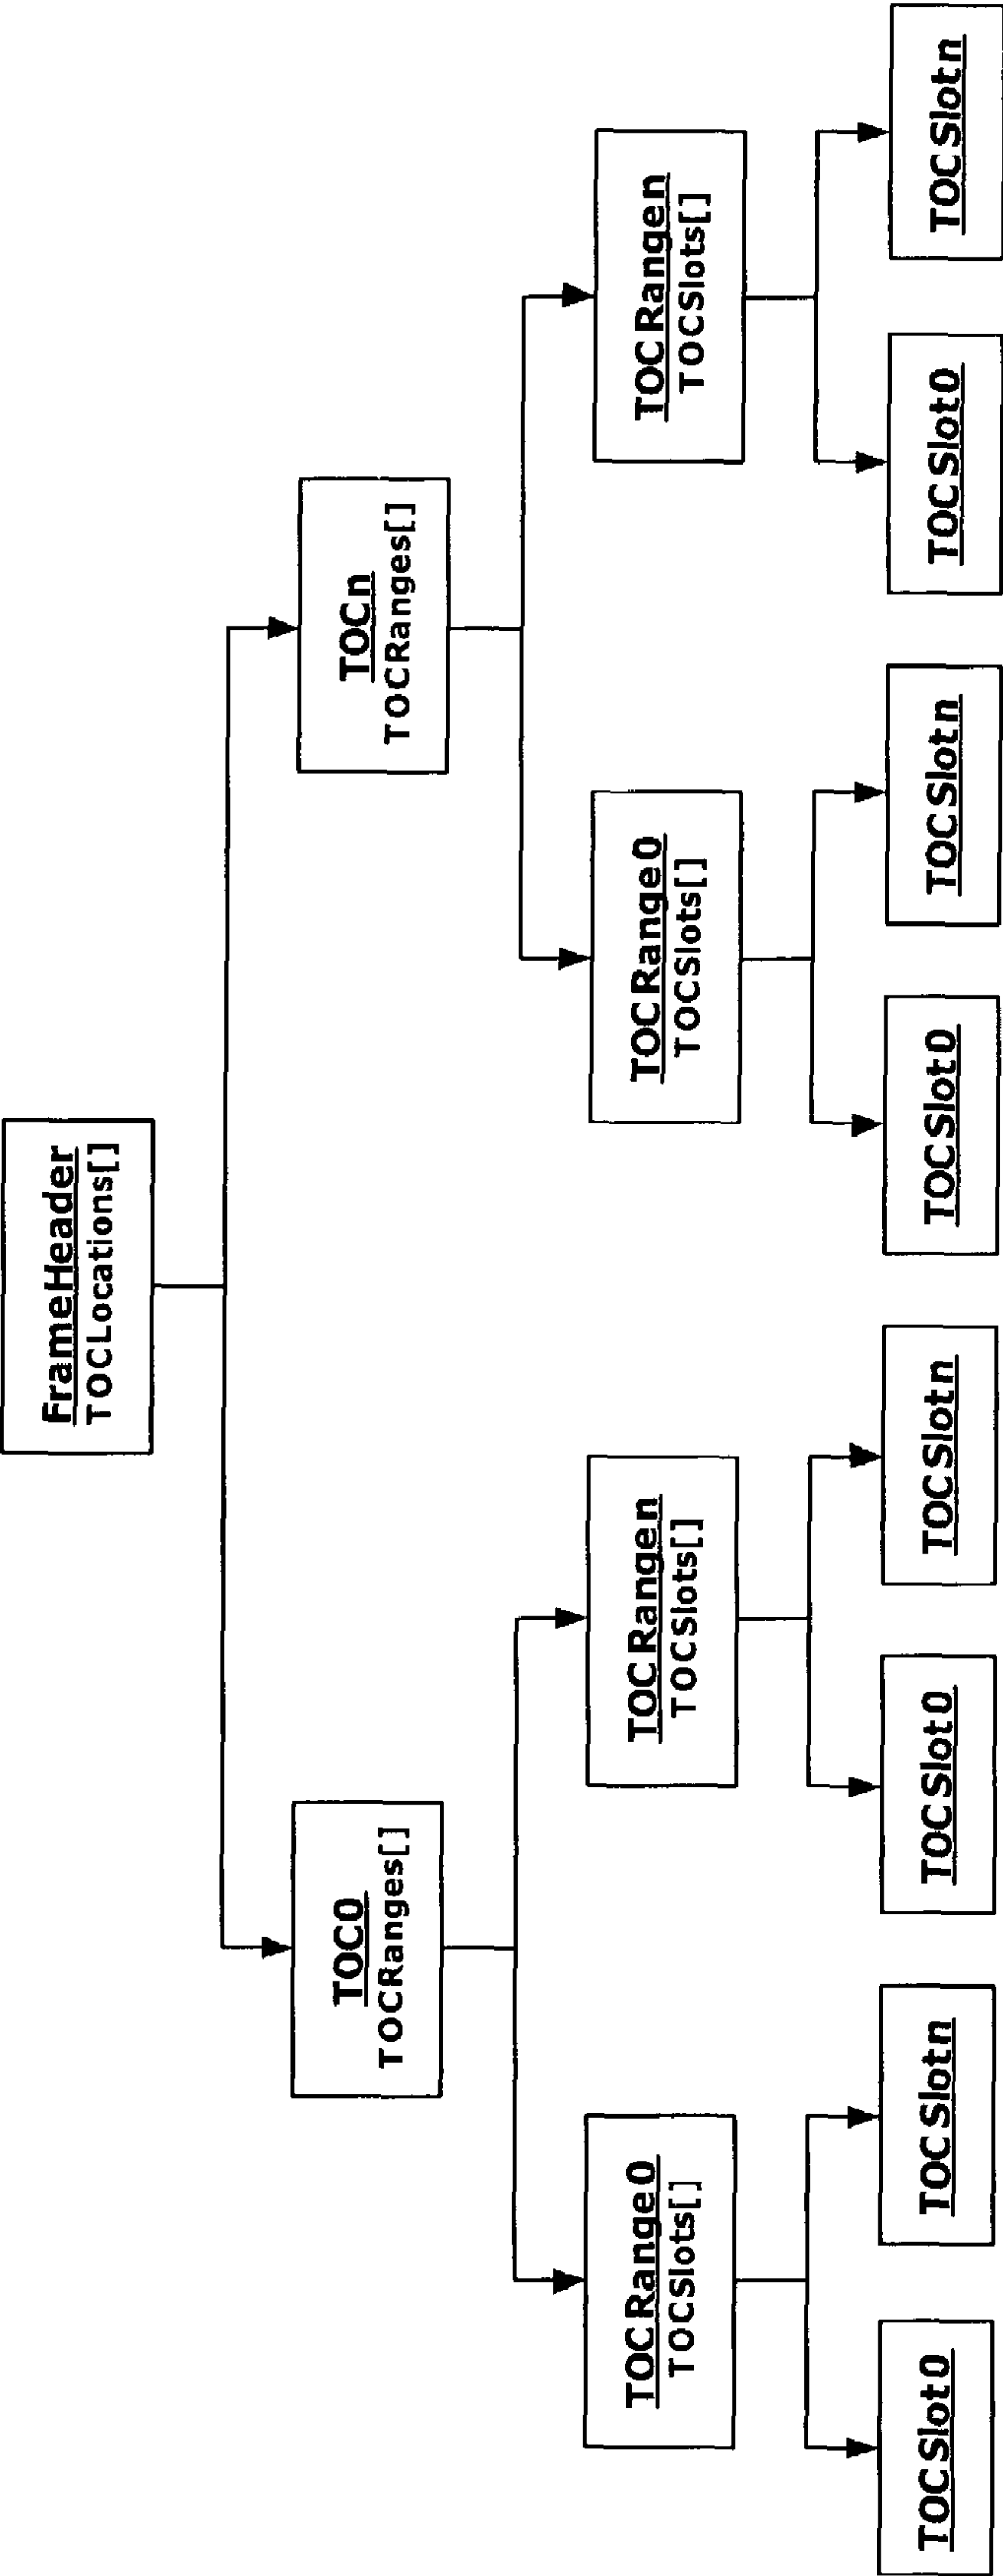 FrameHeader
TOCLocations[]
TOC0
TOCRanges[]
TOCn
TOCRanges[]
TOCRange0
TOCSlots[]
TOCRangen
TOCSlots[]
TOCRange0
TOCSlots[]
TOCRangen
TOCSlots[]
TOCSlot0
TOCSlotn
TOCSlot0
TOCSlotn
TOCSlot0
TOCSlotn
TOCSlot0
TOCSlotn